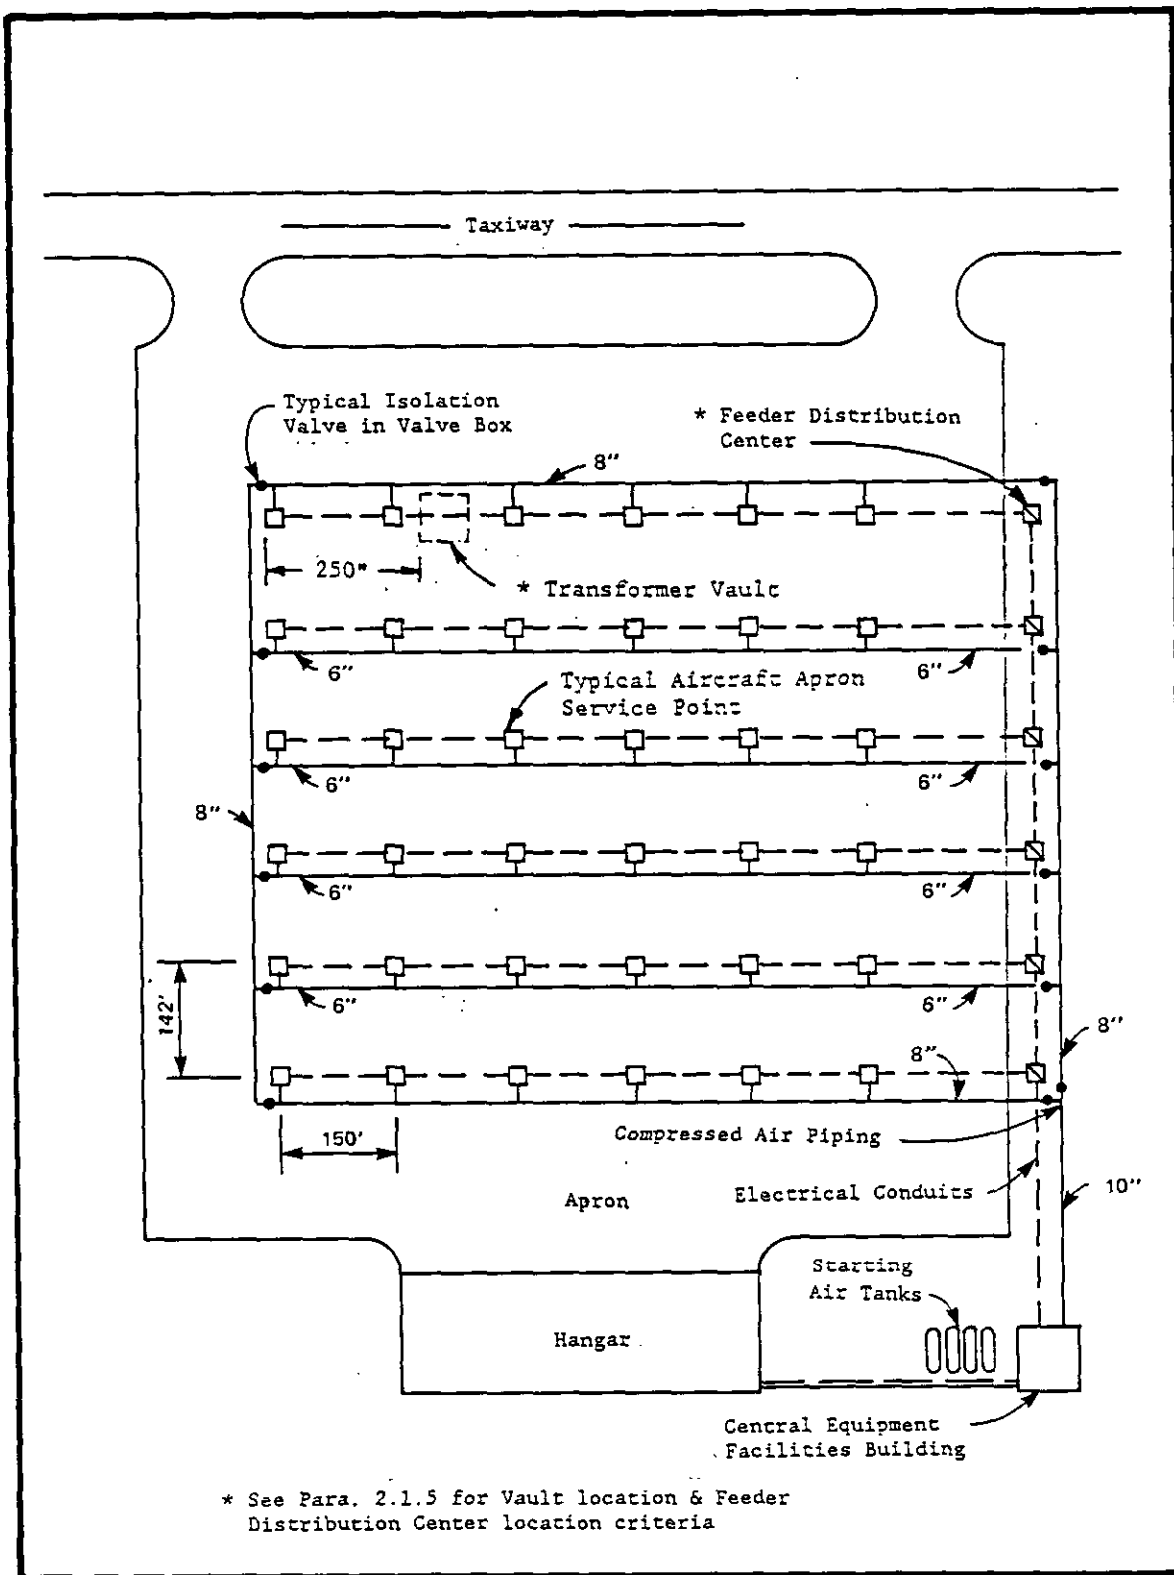 Taxiway
Typical Isolation
Valve in Valve Box
* Feeder Distribution
Center
8"
250"
* Transformer Vault
6"
6"
Typical Aircraft Apron
Service Point
6"
6"
8"
6"
6"
142'
6"
6"
8"
8"
150'
Compressed Air Piping
Apron
Electrical Conduits
10"
Starting
Air Tanks
Hangar
Central Equipment
Facilities Building
* See Para. 2.1.5 for Vault location & Feeder
Distribution Center location criteria